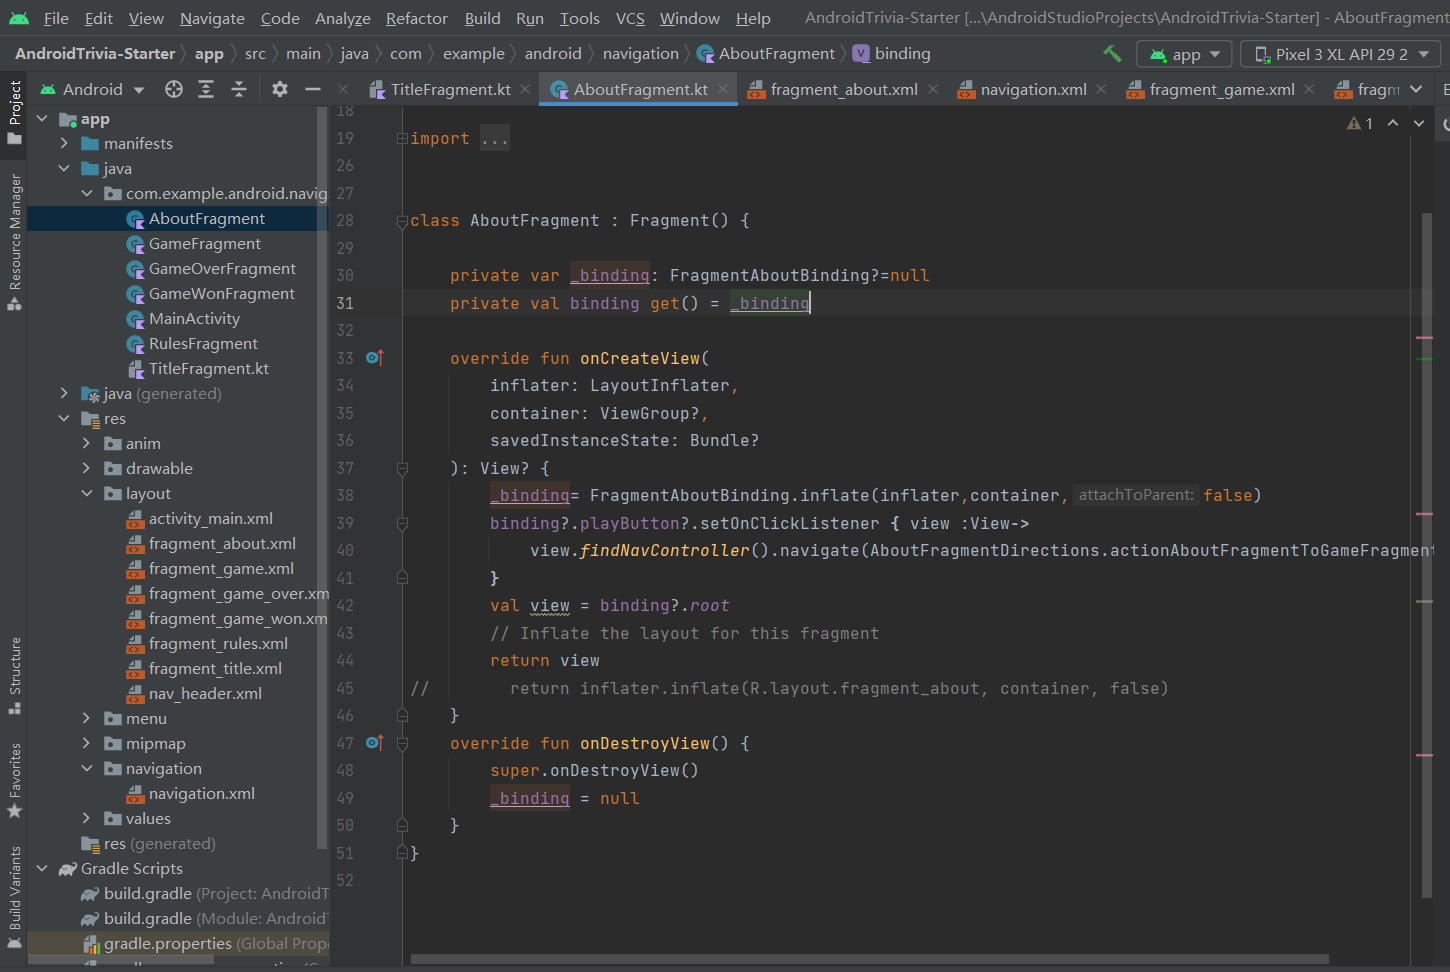 File Edit View Navigate Code Analyze Refactor Build Run Tools VCS Window Help AndroidTrivia-Starter [...\AndroidStudioProjects\AndroidTrivia-Starter] - AboutFragment
AndroidTrivia-Starter app src main java com example android navigation AboutFragment binding app Pixel 3 XL API 29 2
Android TitleFragment.kt AboutFragment.kt fragment_about.xml navigation.xml fragment_game.xml
Project
Resource Manager
Structure
Favorites
Build Variants
app
manifests
java
com.example.android.navig
AboutFragment
GameFragment
GameOverFragment
GameWonFragment
MainActivity
RulesFragment
TitleFragment.kt
java (generated)
res
anim
drawable
layout
activity_main.xml
fragment_about.xml
fragment_game.xml
fragment_game_over.xm
fragment_game_won.xm
fragment_rules.xml
fragment_title.xml
nav_header.xml
menu
mipmap
navigation
navigation.xml
values
res (generated)
Gradle Scripts
build.gradle (Project: AndroidT
build.gradle (Module: Android
gradle.properties (Global Prop
1
18
19 import ...
26
27
28 class AboutFragment : Fragment() {
29
30 private var _binding: FragmentAboutBinding?=null
31 private val binding get() = _binding
32
33 override fun onCreateView(
34 inflater: LayoutInflater,
35 container: ViewGroup?,
36 savedInstanceState: Bundle?
37 ): View? {
38 _binding= FragmentAboutBinding.inflate(inflater,container, attachToParent: false)
39 binding?.playButton?.setOnClickListener { view :View->
40 view.findNavController().navigate(AboutFragmentDirections.actionAboutFragmentToGameFragment
41 }
42 val view = binding?.root
43 // Inflate the layout for this fragment
44 return view
45 // return inflater.inflate(R.layout.fragment_about, container, false)
46 }
47 override fun onDestroyView() {
48 super.onDestroyView()
49 _binding = null
50 }
51 }
52